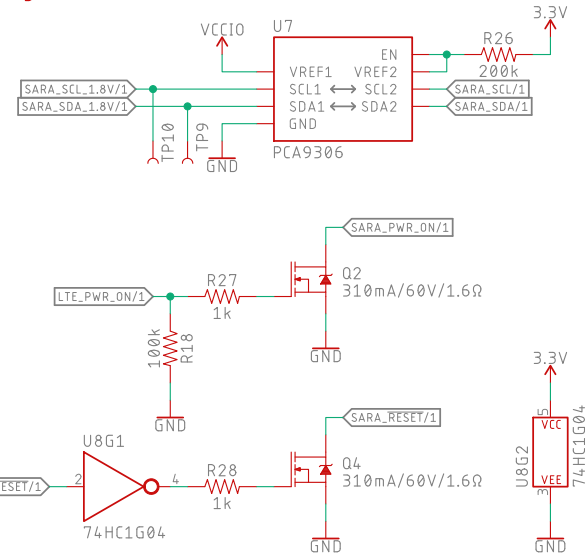 3.3V
VCCIO
U7
R26
EN
200k
VREF1
VREF2
SARA_SCL_1.8V/1
SCL1
SCL2
SARA_SCL/1
SARA_SDA_1.8V/1
SDA1
SDA2
SARA_SDA/1
GND
TP10
TP9
GND
PCA9306
SARA_PWR_ON/1
R27
Q2
LTE_PWR_ON/1
310mA/60V/1.6Ω
1k
100k
R18
GND
3.3V
GND
SARA_RESET/1
5
VCC
U8G1
R28
Q4
2
4
ESET/1
310mA/60V/1.6Ω
1k
U8G2
74HC1G04
VEE
3
74HC1G04
GND
GND